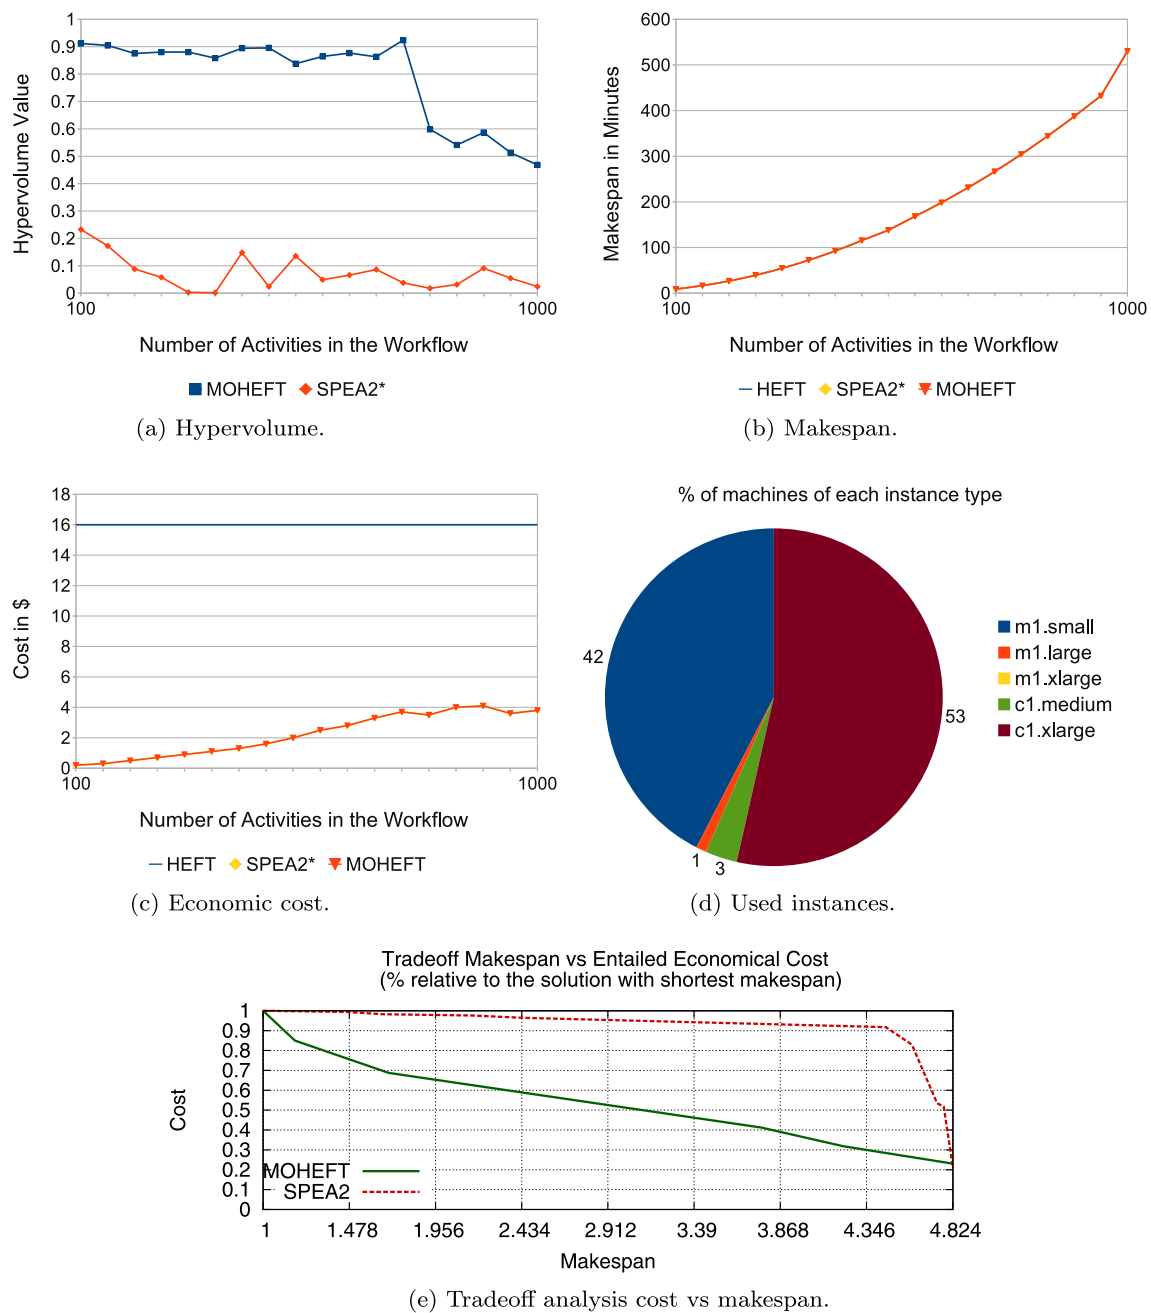 1
0.9
0.8
0.7
0.6
0.5
0.4
0.3
0.2
0.1
0
Hypervolume Value
100
1000
Number of Activities in the Workflow
MOHEFT
SPEA2*
(a) Hypervolume.
600
500
400
300
200
100
0
Makespan in Minutes
100
1000
Number of Activities in the Workflow
HEFT
SPEA2*
MOHEFT
(b) Makespan.
18
16
14
12
10
8
6
4
2
0
Cost in $
100
1000
Number of Activities in the Workflow
HEFT
SPEA2*
MOHEFT
(c) Economic cost.
% of machines of each instance type
42
53
1
3
m1.small
m1.large
m1.xlarge
c1.medium
c1.xlarge
(d) Used instances.
Tradeoff Makespan vs Entailed Economical Cost
(% relative to the solution with shortest makespan)
1
0.9
0.8
0.7
0.6
0.5
0.4
0.3
0.2
0.1
0
Cost
MOHEFT
SPEA2
1
1.478
1.956
2.434
2.912
3.39
3.868
4.346
4.824
Makespan
(e) Tradeoff analysis cost vs makespan.